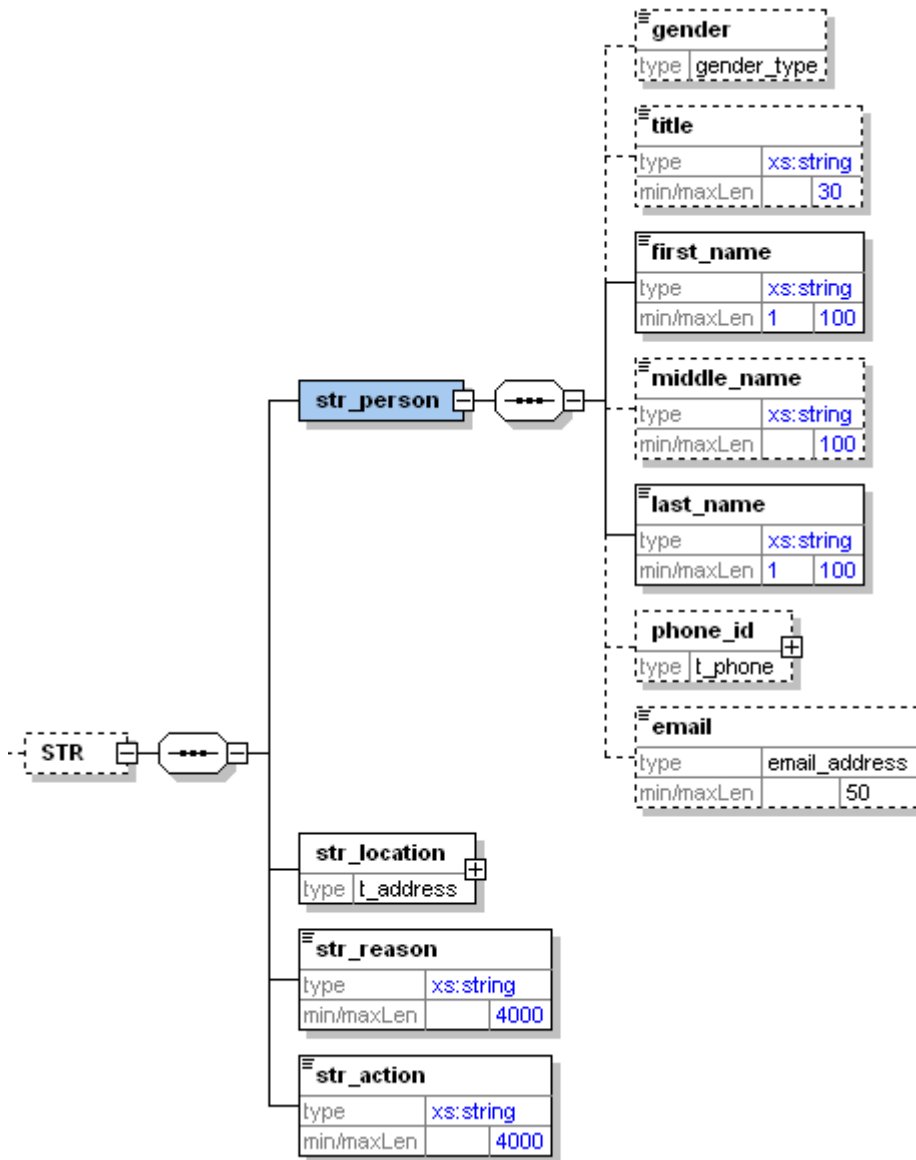 gender
type gender_type
title
type xs:string
min/maxLen 30
first_name
type xs:string
min/maxLen 1 100
str_person
middle_name
type xs:string
min/maxLen 100
last_name
type xs:string
min/maxLen 1 100
phone_id
type t_phone
STR
email
type email_address
min/maxLen 50
str_location
type t_address
str_reason
type xs:string
min/maxLen 4000
str_action
type xs:string
min/maxLen 4000